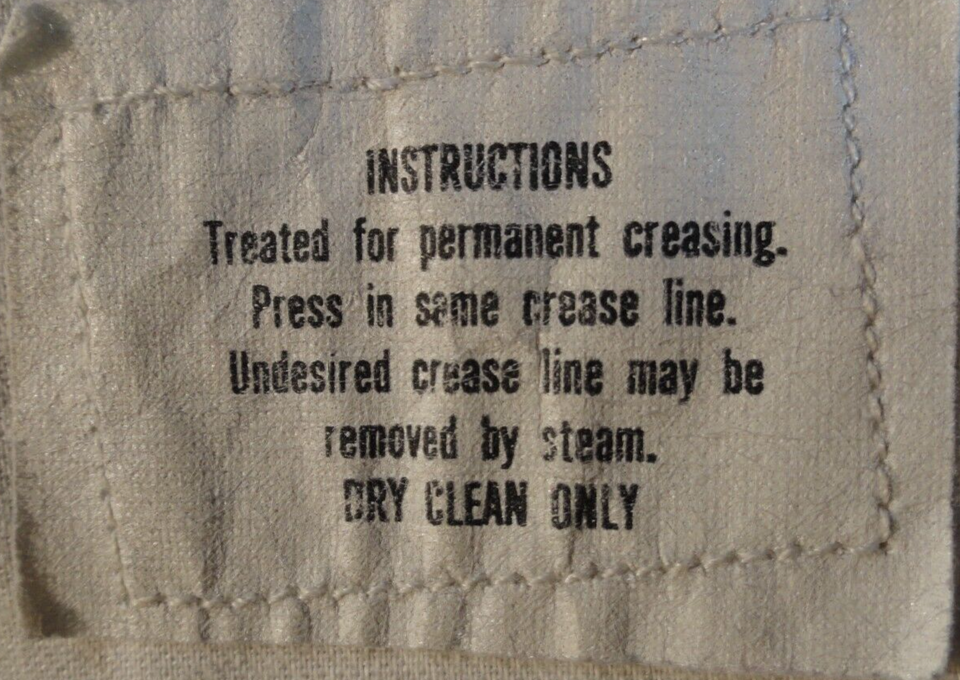 INSTRUCTIONS
Treated for permanent creasing.
Press in same crease line.
Undesired crease line may be
removed by steam.
DRY CLEAN ONLY